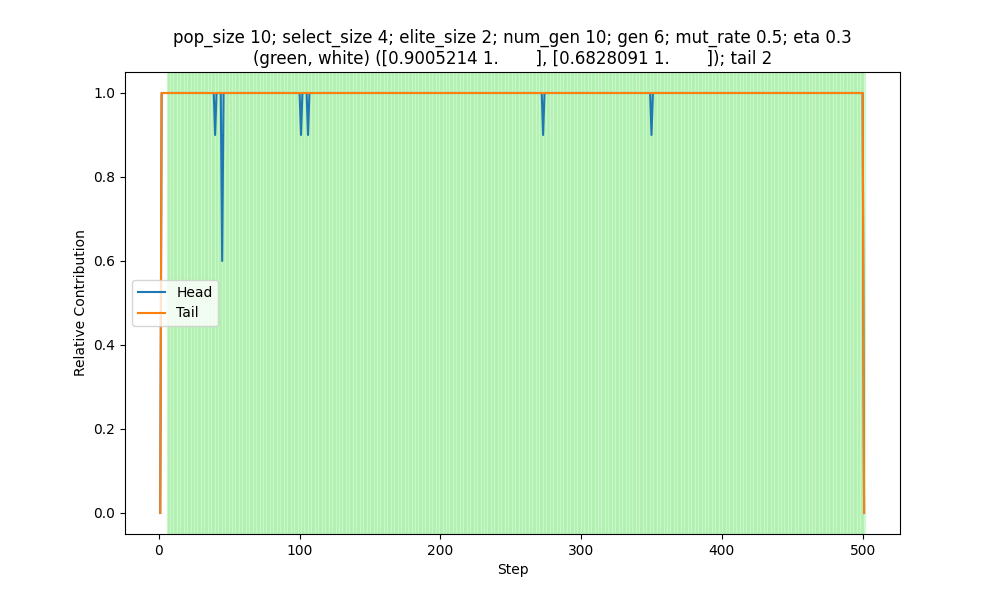 pop_size 10; select_size 4; elite_size 2; num_gen 10; gen 6; mut_rate 0.5; eta 0.3
(green, white) ([0.9005214 1.        ], [0.6828091 1.        ]); tail 2
1.0
0.8
0.6
0.4
0.2
0.0
Relative Contribution
Head
Tail
0
100
200
300
400
500
Step